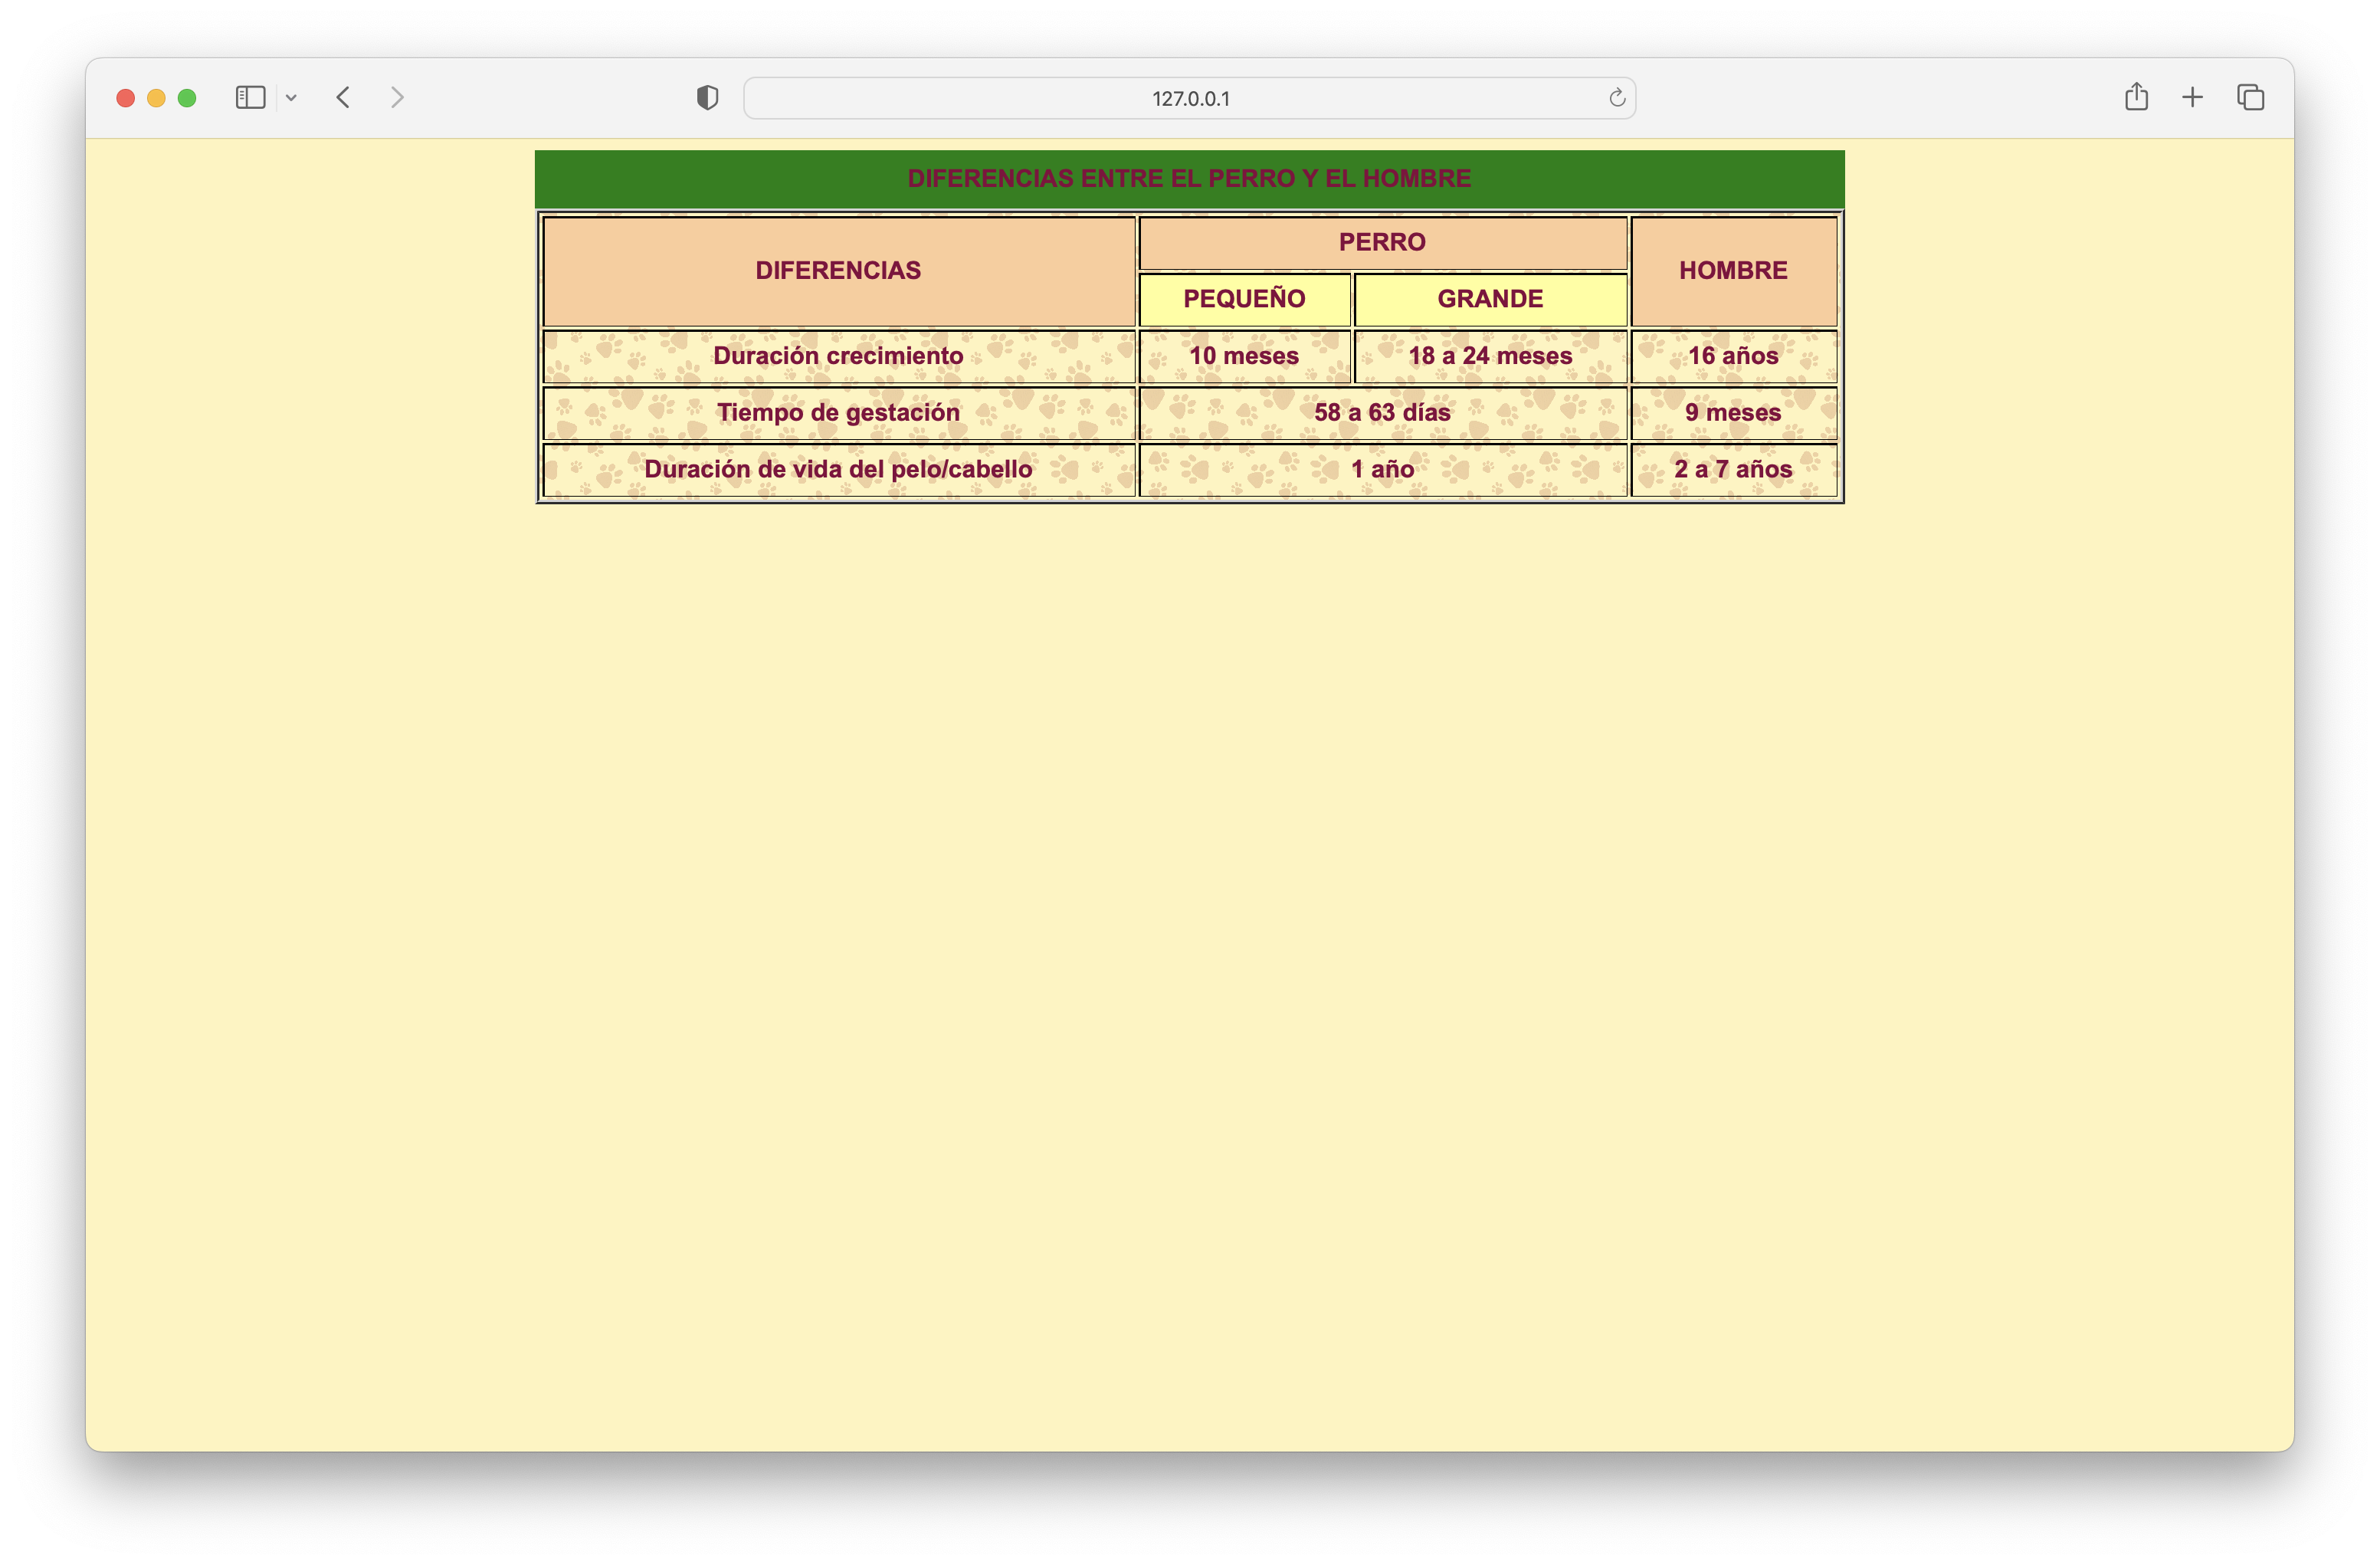 127.0.0.1
DIFERENCIAS ENTRE EL PERRO Y EL HOMBRE
DIFERENCIAS
PERRO
HOMBRE
PEQUEÑO
GRANDE
Duración crecimiento
10 meses
18 a 24 meses
16 años
Tiempo de gestación
58 a 63 días
9 meses
Duración de vida del pelo/cabello
1 año
2 a 7 años